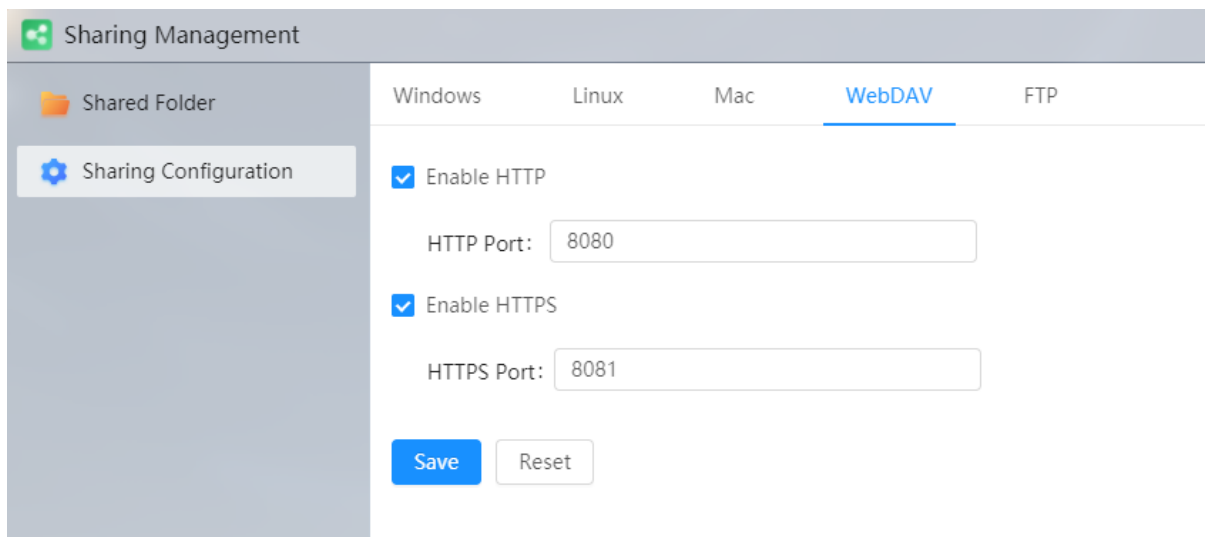 Sharing Management
Shared Folder
Sharing Configuration
Windows Linux Mac WebDAV FTP
Enable HTTP
HTTP Port: 8080
Enable HTTPS
HTTPS Port: 8081
Save Reset